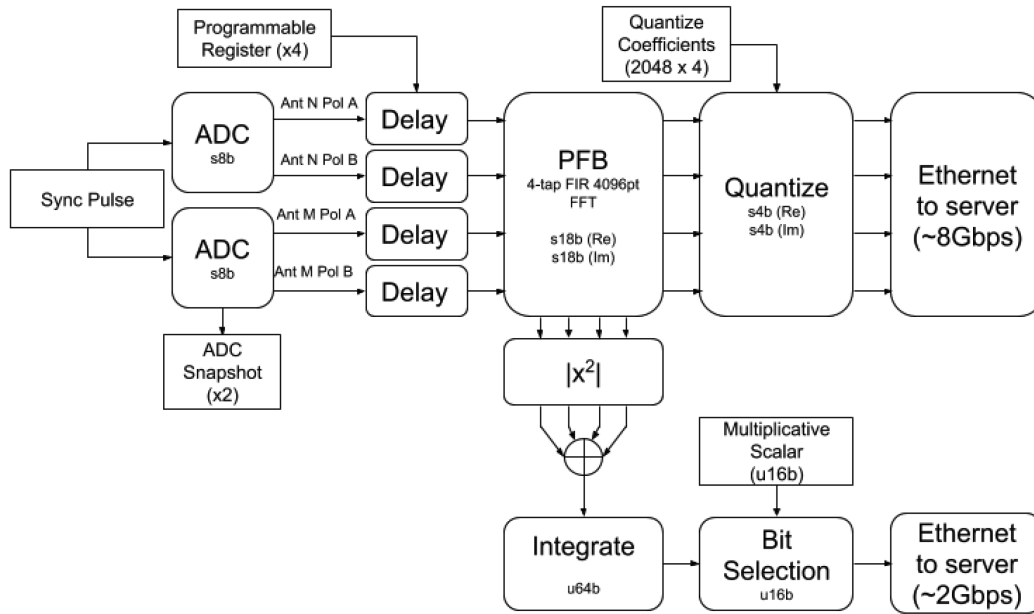 Programmable
Register (x4)
Quantize
Coefficients
(2048 x 4)
Sync Pulse
ADC
s8b
ADC
s8b
Ant N Pol A
Ant N Pol B
Ant M Pol A
Ant M Pol B
Delay
Delay
Delay
Delay
PFB
4-tap FIR 4096pt
FFT
s18b (Re)
s18b (Im)
Quantize
s4b (Re)
s4b (Im)
Ethernet
to server
(~8Gbps)
ADC
Snapshot
(x2)
|x²|
Multiplicative
Scalar
(u16b)
Integrate
u64b
Bit
Selection
u16b
Ethernet
to server
(~2Gbps)